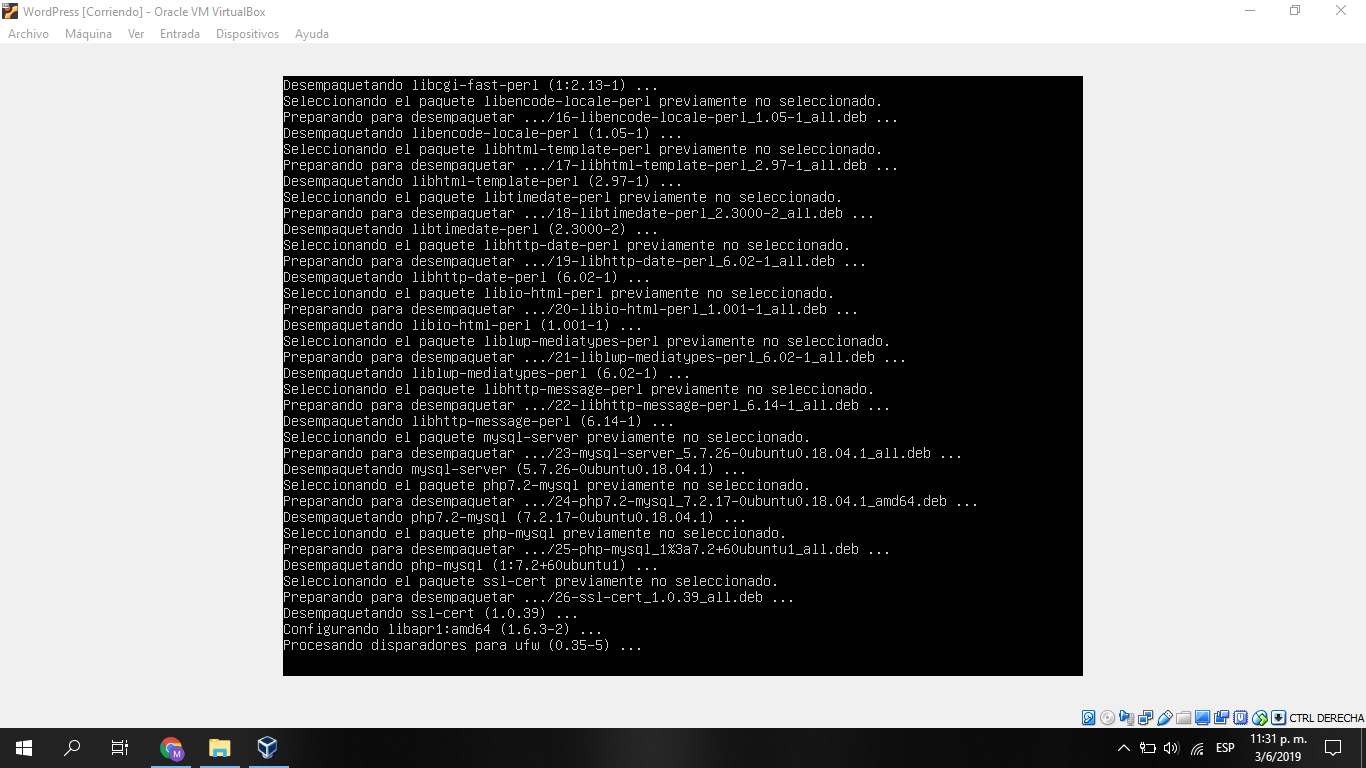 WordPress [Corriendo] - Oracle VM VirtualBox
Archivo Máquina Ver Entrada Dispositivos Ayuda
Desempaquetando libcgi-fast-perl (1:2.13-1) ...
Seleccionando el paquete libencode-locale-perl previamente no seleccionado.
Preparando para desempaquetar .../16-libencode-locale-perl_1.05-1_all.deb ...
Desempaquetando libencode-locale-perl (1.05-1) ...
Seleccionando el paquete libhtml-template-perl previamente no seleccionado.
Preparando para desempaquetar .../17-libhtml-template-perl_2.97-1_all.deb ...
Desempaquetando libhtml-template-perl (2.97-1) ...
Seleccionando el paquete libtimedate-perl previamente no seleccionado.
Preparando para desempaquetar .../18-libtimedate-perl_2.3000-2_all.deb ...
Desempaquetando libtimedate-perl (2.3000-2) ...
Seleccionando el paquete libhttp-date-perl previamente no seleccionado.
Preparando para desempaquetar .../19-libhttp-date-perl_6.02-1_all.deb ...
Desempaquetando libhttp-date-perl (6.02-1) ...
Seleccionando el paquete libio-html-perl previamente no seleccionado.
Preparando para desempaquetar .../20-libio-html-perl_1.001-1_all.deb ...
Desempaquetando libio-html-perl (1.001-1) ...
Seleccionando el paquete liblwp-mediatypes-perl previamente no seleccionado.
Preparando para desempaquetar .../21-liblwp-mediatypes-perl_6.02-1_all.deb ...
Desempaquetando liblwp-mediatypes-perl (6.02-1) ...
Seleccionando el paquete libhttp-message-perl previamente no seleccionado.
Preparando para desempaquetar .../22-libhttp-message-perl_6.14-1_all.deb ...
Desempaquetando libhttp-message-perl (6.14-1) ...
Seleccionando el paquete mysql-server previamente no seleccionado.
Preparando para desempaquetar .../23-mysql-server_5.7.26-0ubuntu0.18.04.1_all.deb ...
Desempaquetando mysql-server (5.7.26-0ubuntu0.18.04.1) ...
Seleccionando el paquete php7.2-mysql previamente no seleccionado.
Preparando para desempaquetar .../24-php7.2-mysql_7.2.17-0ubuntu0.18.04.1_amd64.deb ...
Desempaquetando php7.2-mysql (7.2.17-0ubuntu0.18.04.1) ...
Seleccionando el paquete php-mysql previamente no seleccionado.
Preparando para desempaquetar .../25-php-mysql_1%3a7.2+60ubuntu1_all.deb ...
Desempaquetando php-mysql (1:7.2+60ubuntu1) ...
Seleccionando el paquete ssl-cert previamente no seleccionado.
Preparando para desempaquetar .../26-ssl-cert_1.0.39_all.deb ...
Desempaquetando ssl-cert (1.0.39) ...
Configurando libapr1:amd64 (1.6.3-2) ...
Procesando disparadores para ufw (0.35-5) ...
CTRL DERECHA
M
ESP
11:31 p. m.
3/6/2019